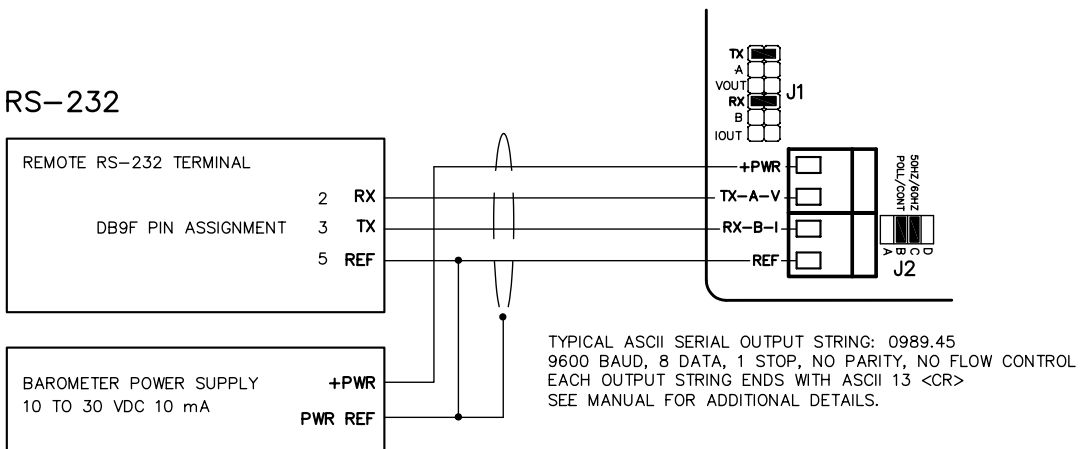 RS-232
REMOTE RS-232 TERMINAL
2 RX
DB9F PIN ASSIGNMENT 3 TX
5 REF
BAROMETER POWER SUPPLY +PWR
10 TO 30 VDC 10 mA
PWR REF
TX
A
VOUT
J1
RX
B
IOUT
+PWR
TX-A-V
RX-B-I
REF
50HZ/60HZ
POLL/CONT
A B C D
J2
TYPICAL ASCII SERIAL OUTPUT STRING: 0989.45
9600 BAUD, 8 DATA, 1 STOP, NO PARITY, NO FLOW CONTROL
EACH OUTPUT STRING ENDS WITH ASCII 13 <CR>
SEE MANUAL FOR ADDITIONAL DETAILS.